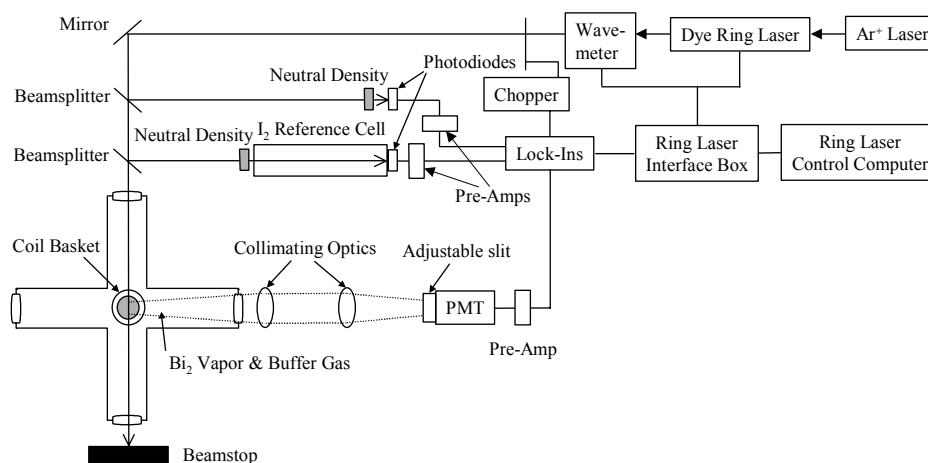 Mirror
Wave-
meter
Dye Ring Laser
Ar⁺ Laser
Photodiodes
Neutral Density
Chopper
Beamsplitter
Neutral Density
I₂ Reference Cell
Beamsplitter
Lock-Ins
Ring Laser
Interface Box
Ring Laser
Control Computer
Pre-Amps
Coil Basket
Collimating Optics
Adjustable slit
PMT
Pre-Amp
Bi₂ Vapor & Buffer Gas
Beamstop